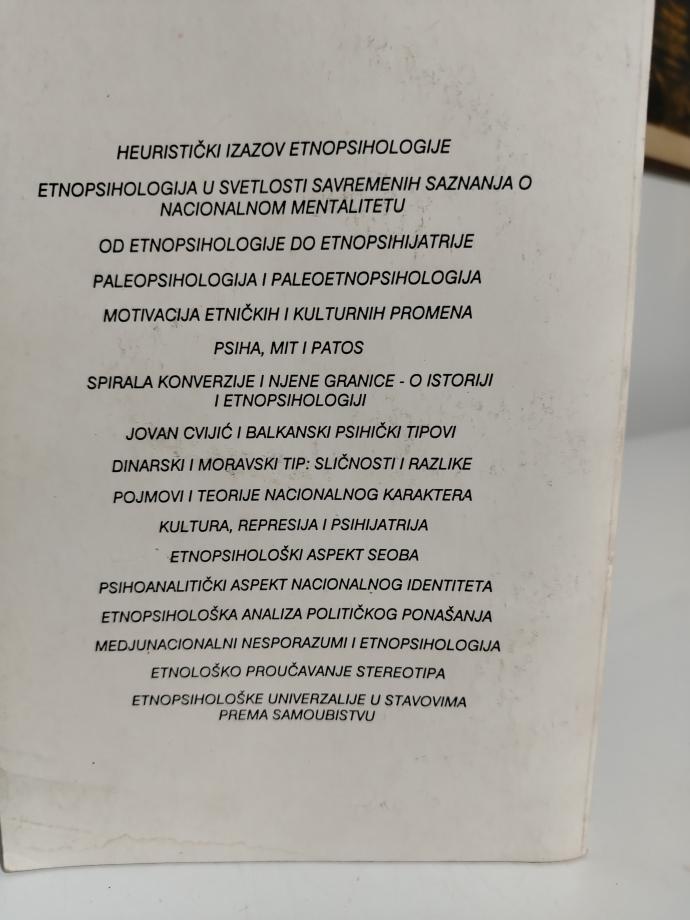 HEURISTIČKI IZAZOV ETNOPSIHOLOGIJE
ETNOPSIHOLOGIJA U SVETLOSTI SAVREMENIH SAZNANJA O
NACIONALNOM MENTALITETU
OD ETNOPSIHOLOGIJE DO ETNOPSIHIJATRIJE
PALEOPSIHOLOGIJA I PALEOETNOPSIHOLOGIJA
MOTIVACIJA ETNIČKIH I KULTURNIH PROMENA
PSIHA, MIT I PATOS
SPIRALA KONVERZIJE I NJENE GRANICE - O ISTORIJI
I ETNOPSIHOLOGIJI
JOVAN CVIJIĆ I BALKANSKI PSIHIČKI TIPOVI
DINARSKI I MORAVSKI TIP: SLIČNOSTI I RAZLIKE
POJMOVI I TEORIJE NACIONALNOG KARAKTERA
KULTURA, REPRESIJA I PSIHIJATRIJA
ETNOPSIHOLOŠKI ASPEKT SEOBA
PSIHOANALITIČKI ASPEKT NACIONALNOG IDENTITETA
ETNOPSIHOLOŠKA ANALIZA POLITIČKOG PONAŠANJA
MEDJUNACIONALNI NESPORAZUMI I ETNOPSIHOLOGIJA
ETNOLOŠKO PROUČAVANJE STEREOTIPA
ETNOPSIHOLOŠKE UNIVERZALIJE U STAVOVIMA
PREMA SAMOUBISTVU